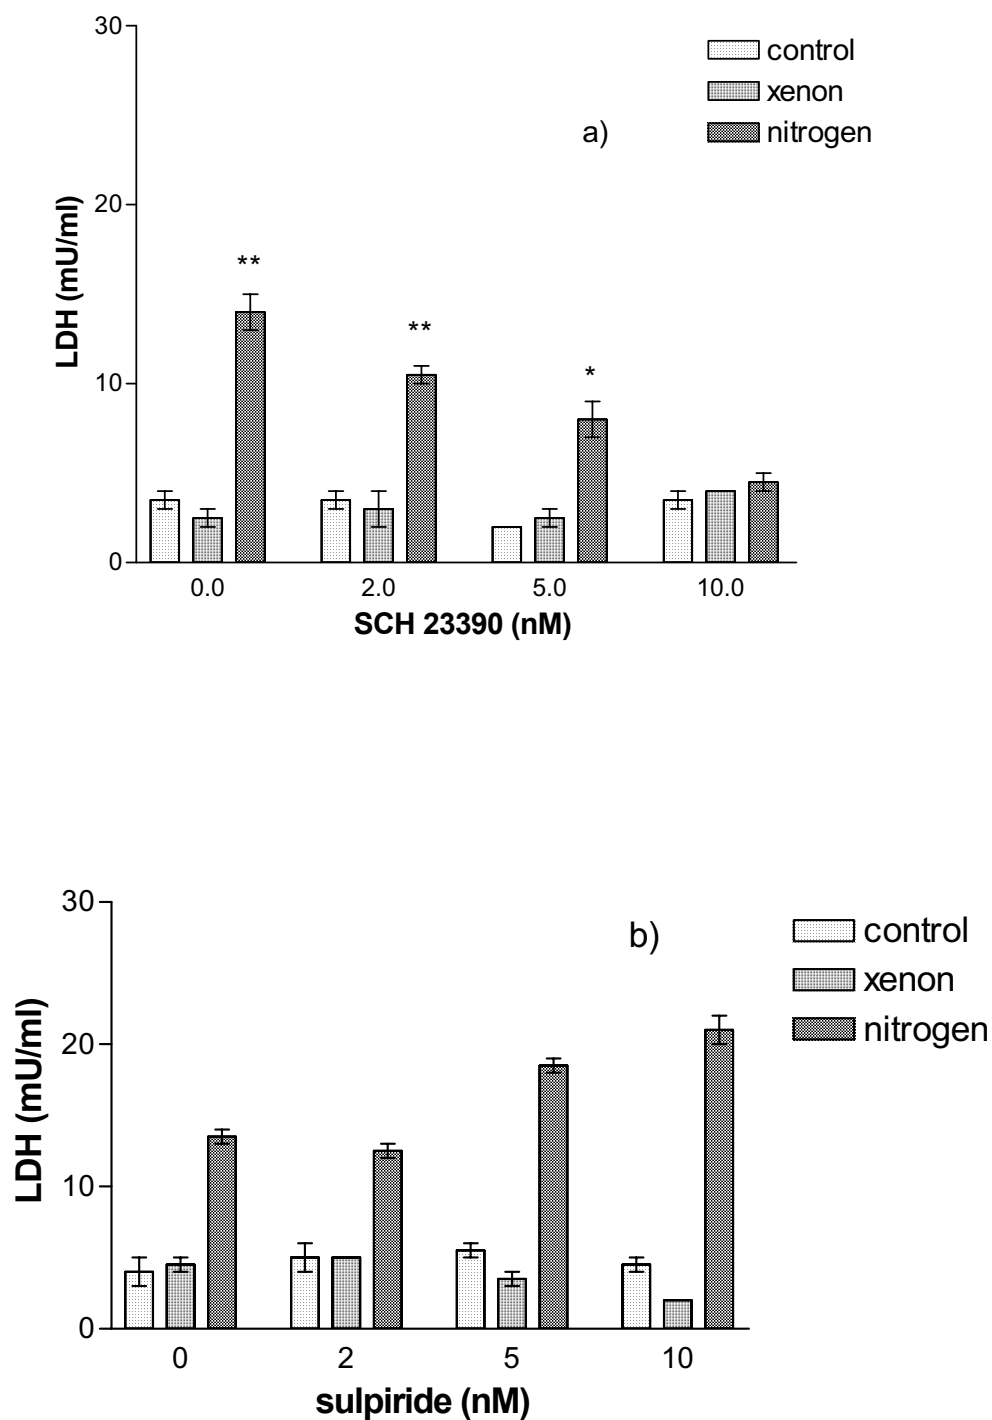 30
control
xenon
a)
nitrogen
20
LDH (mU/ml)
**
**
10
*
0
0.0 2.0 5.0 10.0
SCH 23390 (nM)
30
b)
control
xenon
nitrogen
20
LDH (mU/ml)
10
0
0 2 5 10
sulpiride (nM)